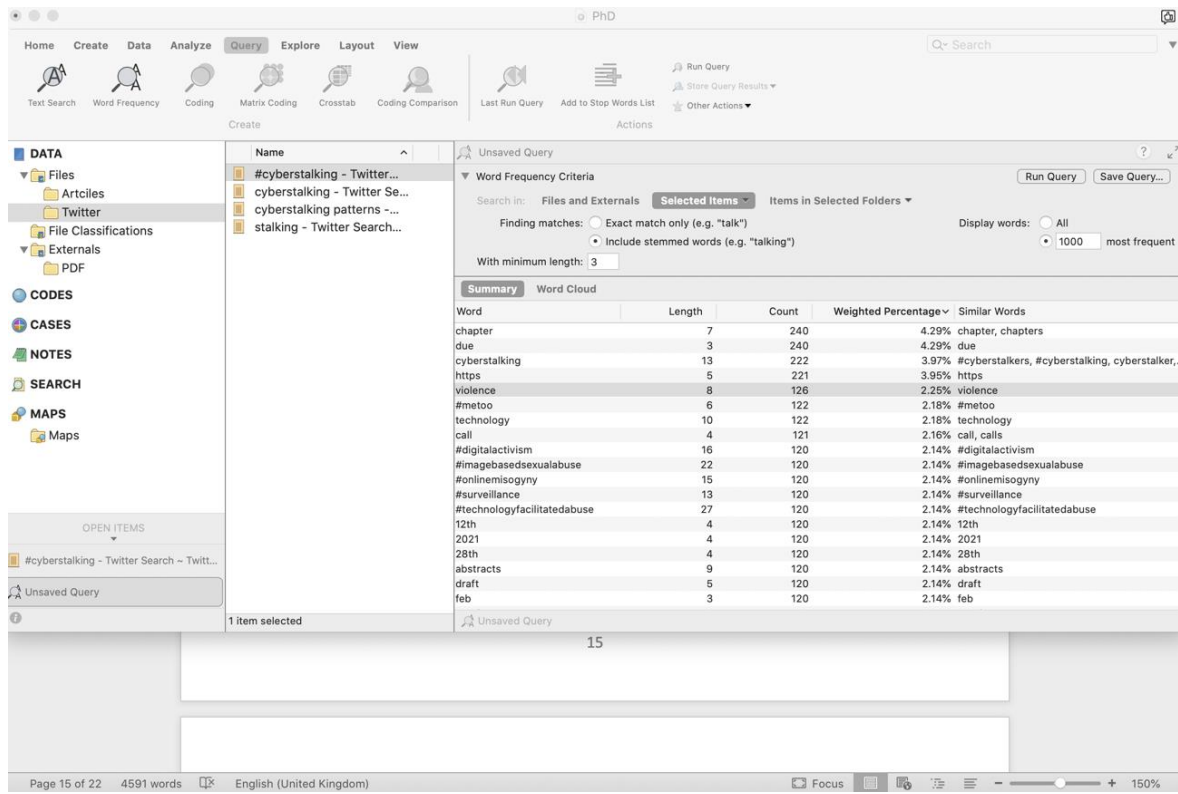 PhD
Home Create Data Analyze Query Explore Layout View
Search
Text Search Word Frequency Coding Matrix Coding Crosstab Coding Comparison Last Run Query Add to Stop Words List
Run Query
Store Query Results
Other Actions
Create Actions
DATA
Files
Artciles
Twitter
File Classifications
Externals
PDF
CODES
CASES
NOTES
SEARCH
MAPS
Maps
OPEN ITEMS
#cyberstalking - Twitter Search ~ Twitt...
Unsaved Query
Name
#cyberstalking - Twitter...
cyberstalking - Twitter Se...
cyberstalking patterns -...
stalking - Twitter Search...
1 item selected
Unsaved Query
Word Frequency Criteria
Run Query Save Query...
Search in: Files and Externals Selected Items Items in Selected Folders
Finding matches: Exact match only (e.g. "talk") Display words: All
Include stemmed words (e.g. "talking") 1000 most frequent
With minimum length: 3
Summary Word Cloud
Word Length Count Weighted Percentage Similar Words
chapter 7 240 4.29% chapter, chapters
due 3 240 4.29% due
cyberstalking 13 222 3.97% #cyberstalkers, #cyberstalking, cyberstalker,..
https 5 221 3.95% https
violence 8 126 2.25% violence
#metoo 6 122 2.18% #metoo
technology 10 122 2.18% technology
call 4 121 2.16% call, calls
#digitalactivism 16 120 2.14% #digitalactivism
#imagebasedsexualabuse 22 120 2.14% #imagebasedsexualabuse
#onlinemisogyny 15 120 2.14% #onlinemisogyny
#surveillance 13 120 2.14% #surveillance
#technologyfacilitatedabuse 27 120 2.14% #technologyfacilitatedabuse
12th 4 120 2.14% 12th
2021 4 120 2.14% 2021
28th 4 120 2.14% 28th
abstracts 9 120 2.14% abstracts
draft 5 120 2.14% draft
feb 3 120 2.14% feb
Unsaved Query
15
Page 15 of 22 4591 words English (United Kingdom) Focus 150%